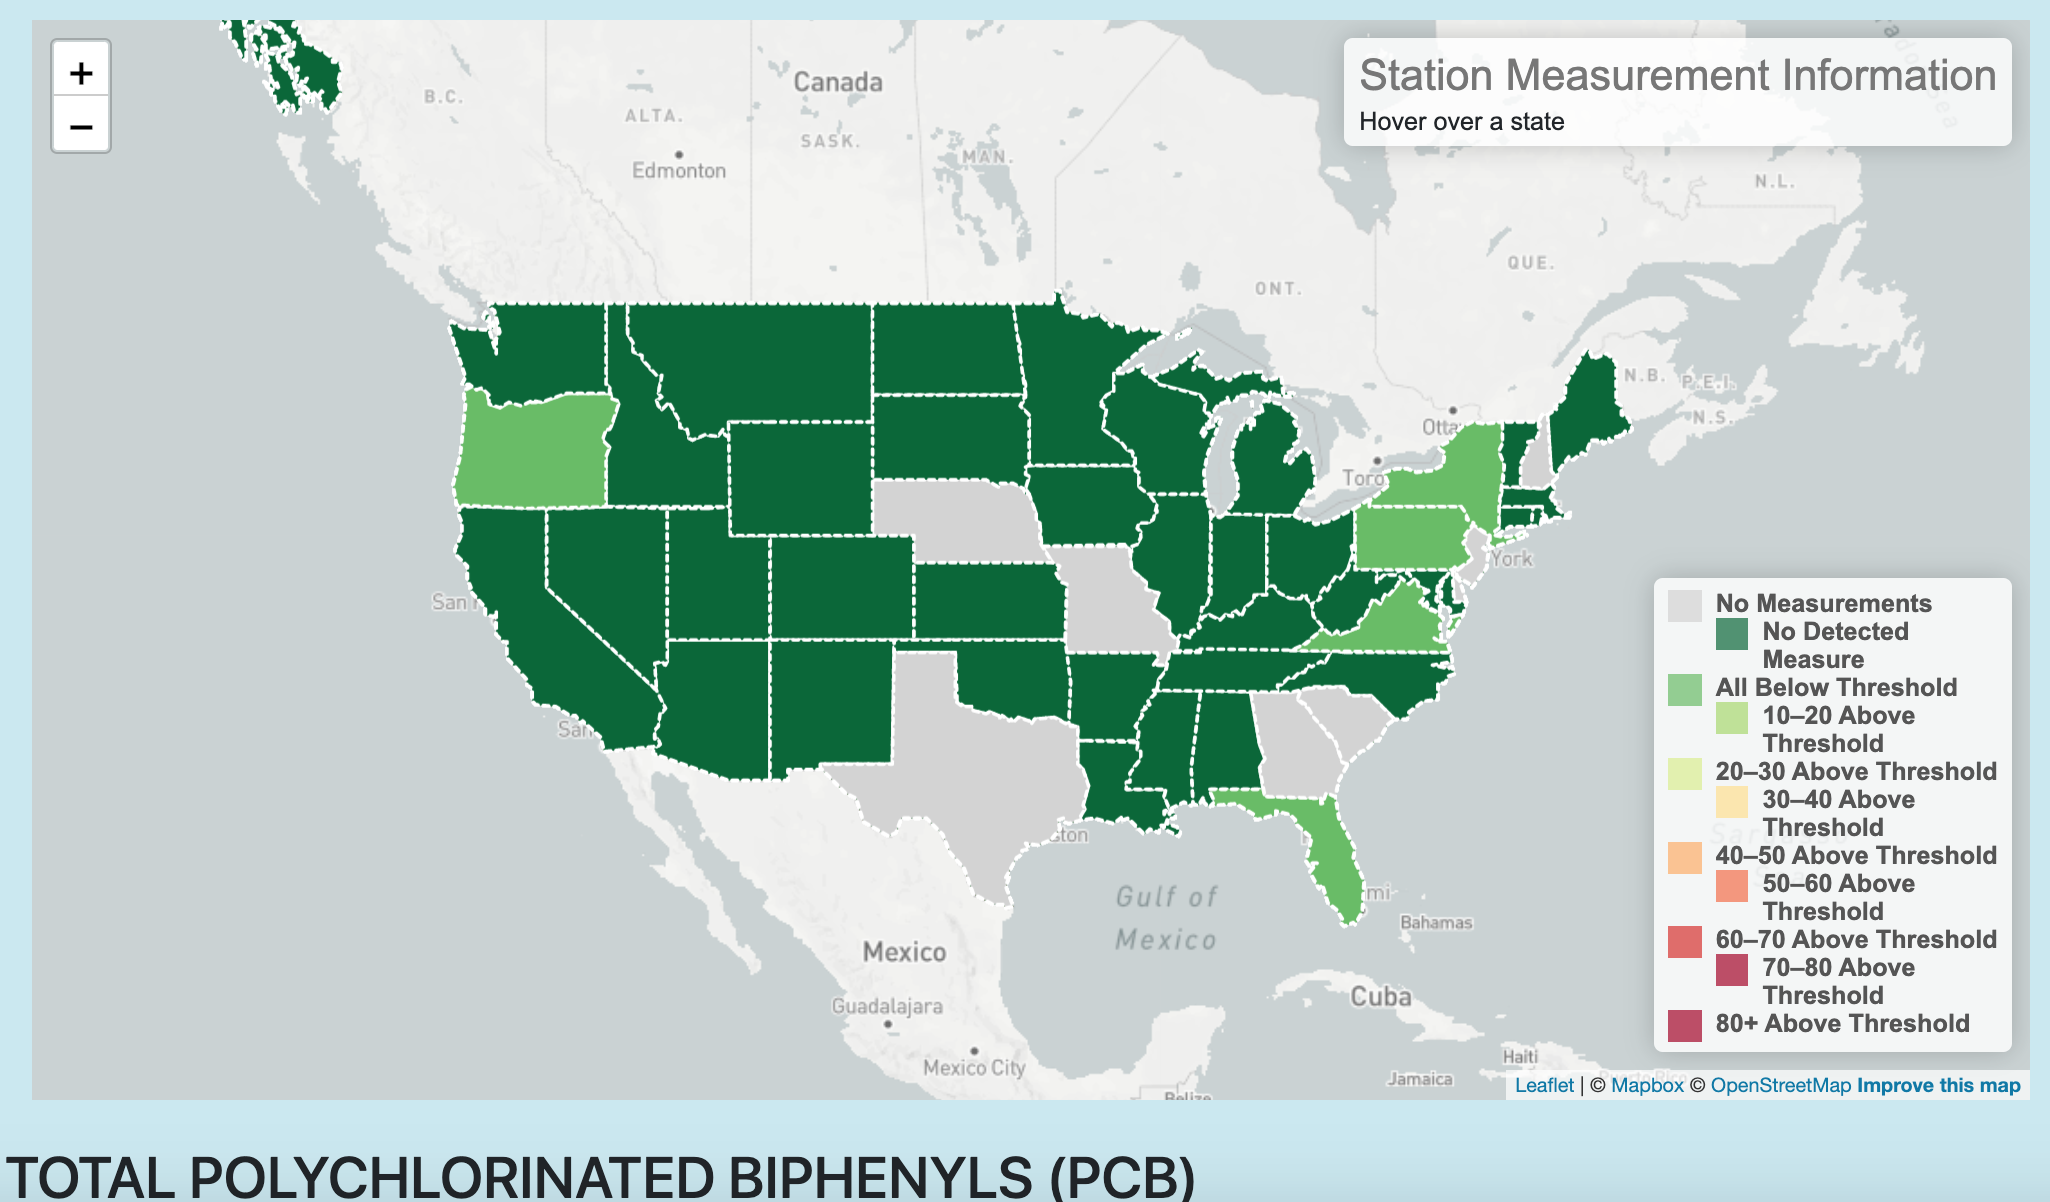 +
−
Station Measurement Information
Hover over a state
Canada
B.C.
ALTA.
SASK.
MAN.
Edmonton
N.L.
QUE.
ONT.
N.B.
P.E.I.
N.S.
Otta
Toro
York
San
San
ston
mi
Gulf of
Mexico
Bahamas
Mexico
Guadalajara
Cuba
Mexico City
Haiti
Jamaica
Puerto Rico
Belize
No Measurements
No Detected
Measure
All Below Threshold
10–20 Above
Threshold
20–30 Above Threshold
30–40 Above
Threshold
40–50 Above Threshold
50–60 Above
Threshold
60–70 Above Threshold
70–80 Above
Threshold
80+ Above Threshold
Leaflet | © Mapbox © OpenStreetMap Improve this map
TOTAL POLYCHLORINATED BIPHENYLS (PCB)